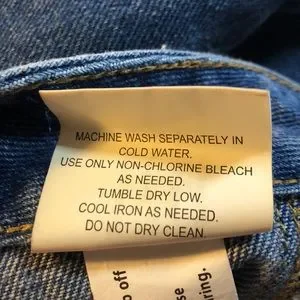 MACHINE WASH SEPARATELY IN
COLD WATER.
USE ONLY NON-CHLORINE BLEACH
AS NEEDED.
TUMBLE DRY LOW.
COOL IRON AS NEEDED.
DO NOT DRY CLEAN.
off